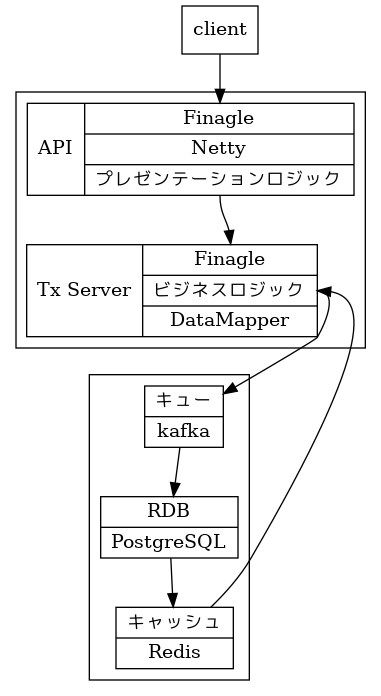 client
API
Finagle
Netty
プレゼンテーションロジック
Tx Server
Finagle
ビジネスロジック
DataMapper
キュー
kafka
RDB
PostgreSQL
キャッシュ
Redis